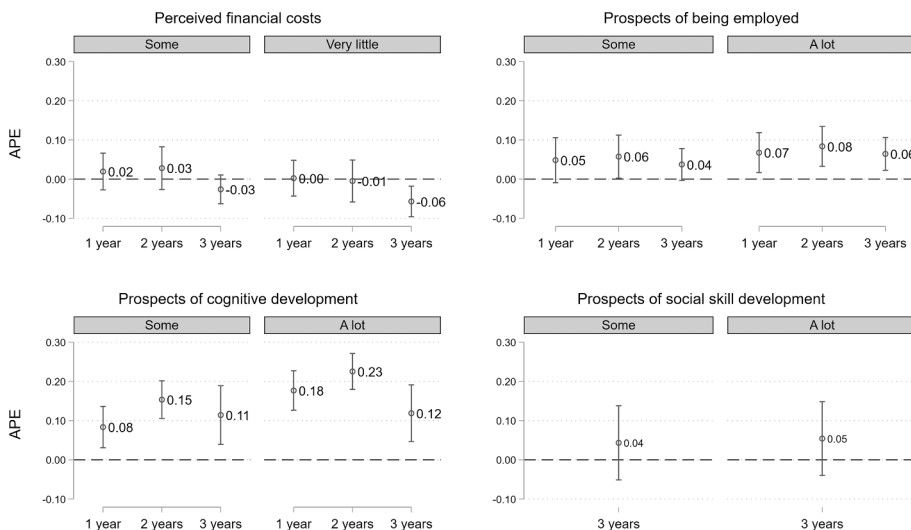 Perceived financial costs
Some
Very little
APE
0.30
0.20
0.10
0.00
-0.10
0.02
0.03
-0.03
0.00
-0.01
-0.06
1 year
2 years
3 years
1 year
2 years
3 years
Prospects of being employed
Some
A lot
0.30
0.20
0.10
0.00
-0.10
0.05
0.06
0.04
0.07
0.08
0.06
1 year
2 years
3 years
1 year
2 years
3 years
Prospects of cognitive development
Some
A lot
APE
0.30
0.20
0.10
0.00
-0.10
0.08
0.15
0.11
0.18
0.23
0.12
1 year
2 years
3 years
1 year
2 years
3 years
Prospects of social skill development
Some
A lot
0.30
0.20
0.10
0.00
-0.10
0.04
0.05
3 years
3 years